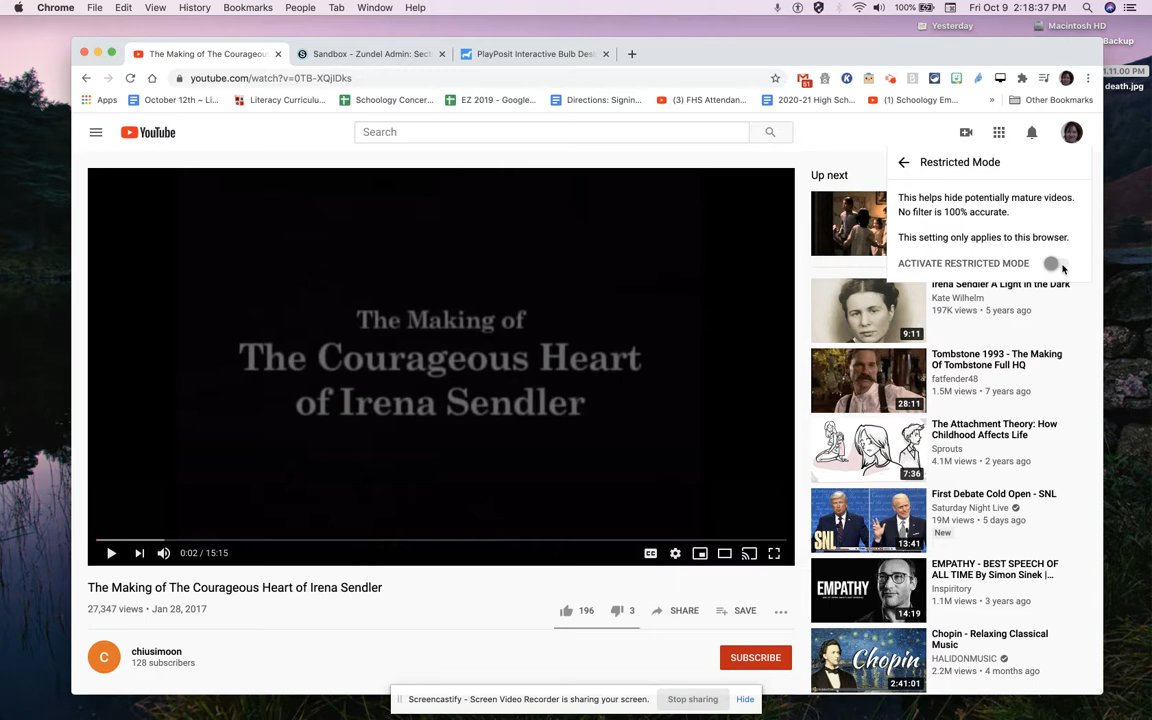 Chrome File Edit View History Bookmarks People Tab Window Help
100% Fri Oct 9 2:18:37 PM
Yesterday Macintosh HD
Backup
1.11.00 PM
death.jpg
The Making of The Courageous
Sandbox - Zundel Admin: Sect
PlayPosit Interactive Bulb Des
youtube.com/watch?v=0TB-XQjIDks
51
Apps October 12th ~ Li... Literacy Curriculu... Schoology Concer... EZ 2019 - Google... Directions: Signin... (3) FHS Attendan... 2020-21 High Sch... (1) Schoology Em... » Other Bookmarks
YouTube
Search
Restricted Mode
Up next
This helps hide potentially mature videos.
No filter is 100% accurate.
This setting only applies to this browser.
ACTIVATE RESTRICTED MODE
The Making of
The Courageous Heart
of Irena Sendler
Irena Sendler A Light in the Dark
Kate Wilhelm
197K views • 5 years ago
9:11
Tombstone 1993 - The Making
Of Tombstone Full HQ
fatfender48
1.5M views • 7 years ago
28:11
The Attachment Theory: How
Childhood Affects Life
Sprouts
4.1M views • 2 years ago
7:36
First Debate Cold Open - SNL
Saturday Night Live
19M views • 5 days ago
New
SNL
13:41
EMPATHY - BEST SPEECH OF
ALL TIME By Simon Sinek |...
Inspiritory
1.1M views • 3 years ago
EMPATHY
14:19
Chopin - Relaxing Classical
Music
HALIDONMUSIC
2.2M views • 4 months ago
Chopin
2:41:01
0:02 / 15:15
CC
The Making of The Courageous Heart of Irena Sendler
27,347 views • Jan 28, 2017
196 3 SHARE SAVE
C
chiusimoon
128 subscribers
SUBSCRIBE
Screencastify - Screen Video Recorder is sharing your screen. Stop sharing Hide